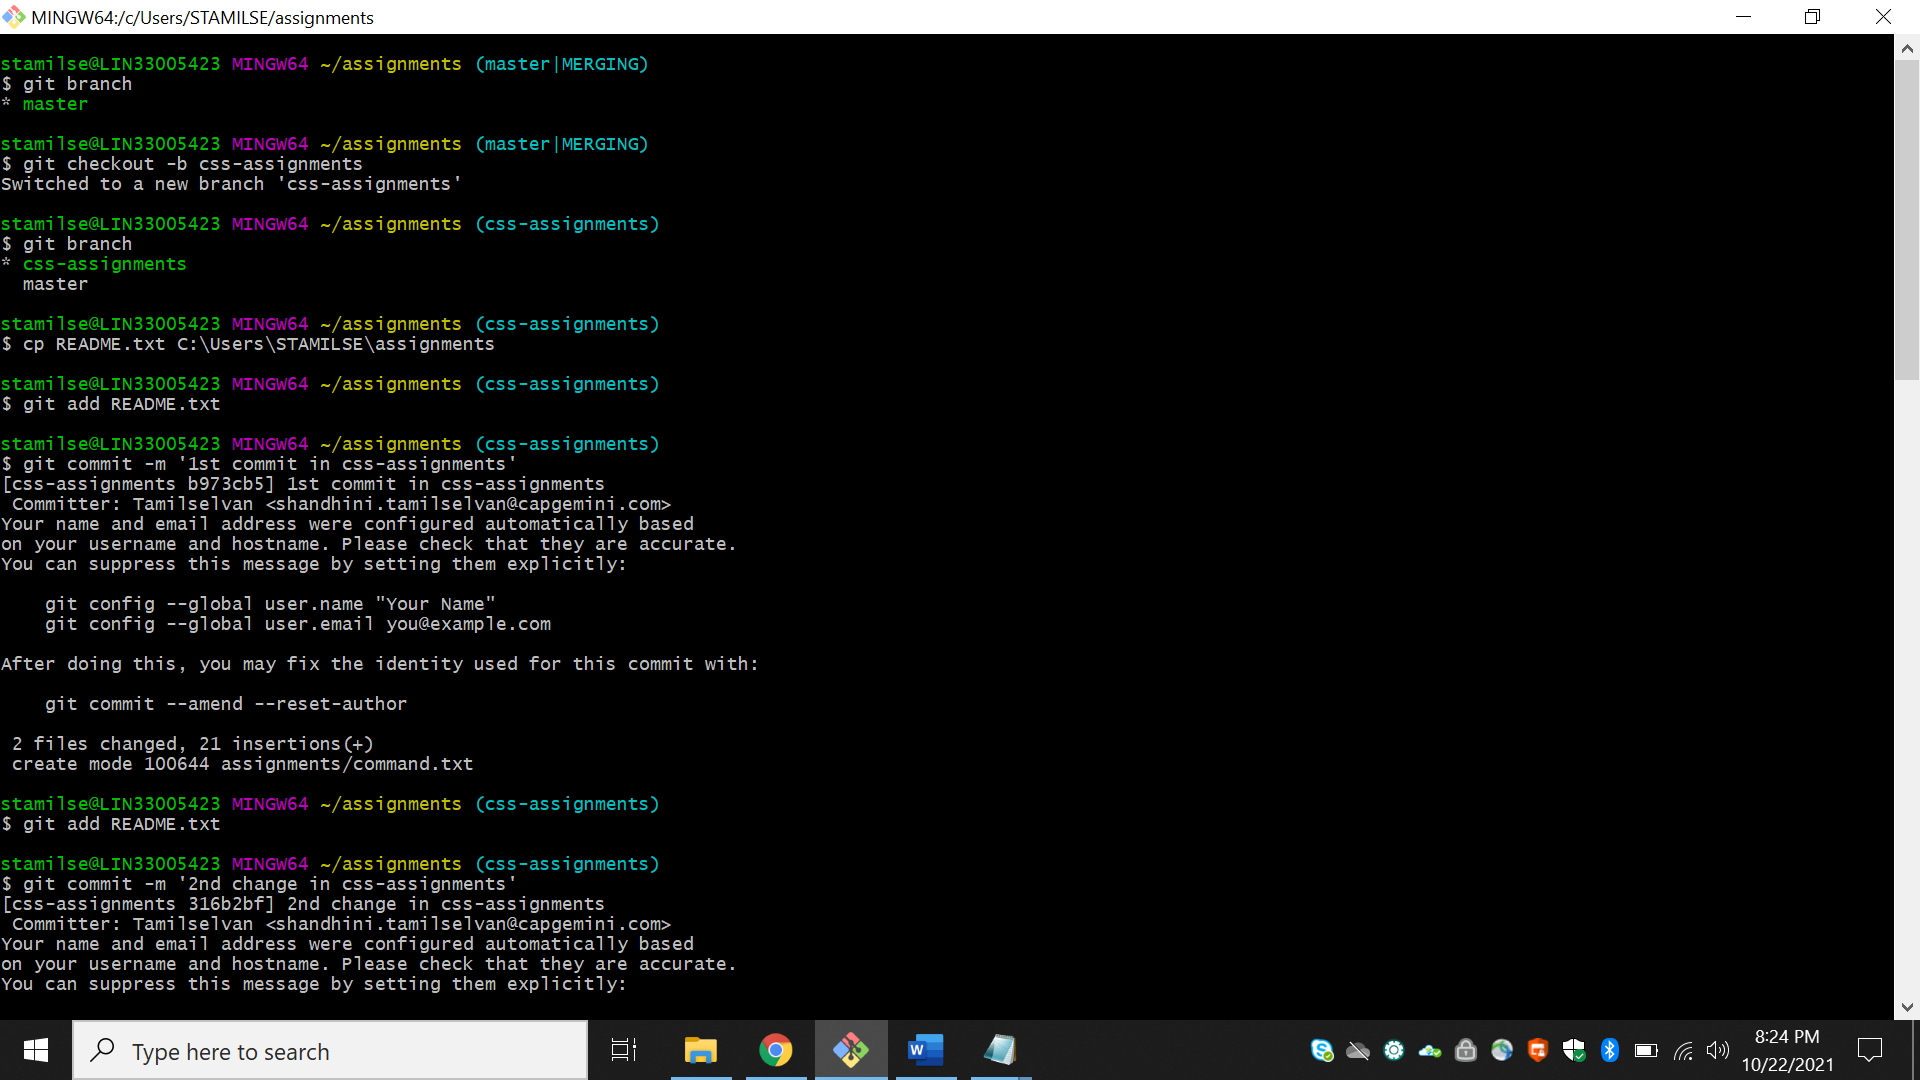 MINGW64:/c/Users/STAMILSE/assignments
stamilse@LIN33005423 MINGW64 ~/assignments (master|MERGING)
$ git branch
* master
stamilse@LIN33005423 MINGW64 ~/assignments (master|MERGING)
$ git checkout -b css-assignments
Switched to a new branch 'css-assignments'
stamilse@LIN33005423 MINGW64 ~/assignments (css-assignments)
$ git branch
* css-assignments
  master
stamilse@LIN33005423 MINGW64 ~/assignments (css-assignments)
$ cp README.txt C:\Users\STAMILSE\assignments
stamilse@LIN33005423 MINGW64 ~/assignments (css-assignments)
$ git add README.txt
stamilse@LIN33005423 MINGW64 ~/assignments (css-assignments)
$ git commit -m '1st commit in css-assignments'
[css-assignments b973cb5] 1st commit in css-assignments
 Committer: Tamilselvan <shandhini.tamilselvan@capgemini.com>
Your name and email address were configured automatically based
on your username and hostname. Please check that they are accurate.
You can suppress this message by setting them explicitly:
    git config --global user.name "Your Name"
    git config --global user.email you@example.com
After doing this, you may fix the identity used for this commit with:
    git commit --amend --reset-author
 2 files changed, 21 insertions(+)
 create mode 100644 assignments/command.txt
stamilse@LIN33005423 MINGW64 ~/assignments (css-assignments)
$ git add README.txt
stamilse@LIN33005423 MINGW64 ~/assignments (css-assignments)
$ git commit -m '2nd change in css-assignments'
[css-assignments 316b2bf] 2nd change in css-assignments
 Committer: Tamilselvan <shandhini.tamilselvan@capgemini.com>
Your name and email address were configured automatically based
on your username and hostname. Please check that they are accurate.
You can suppress this message by setting them explicitly:
Type here to search
8:24 PM
10/22/2021